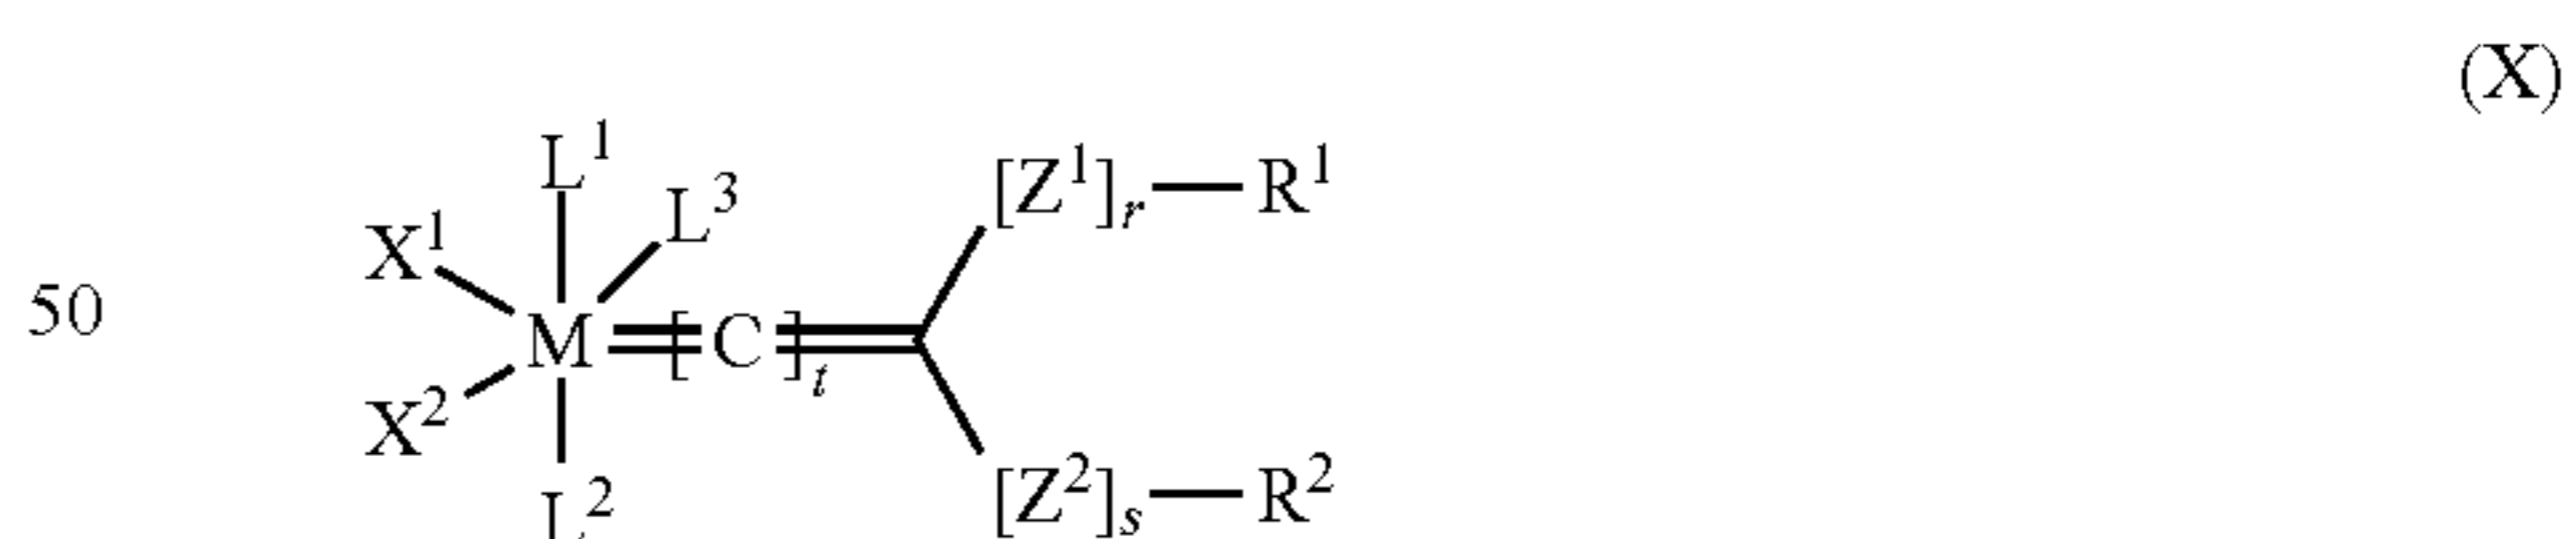 (X)
L¹
L³
[Z¹]ᵣ—R¹
X¹
50
M=[C]ₜ=
X²
[Z²]ₛ—R²
L²